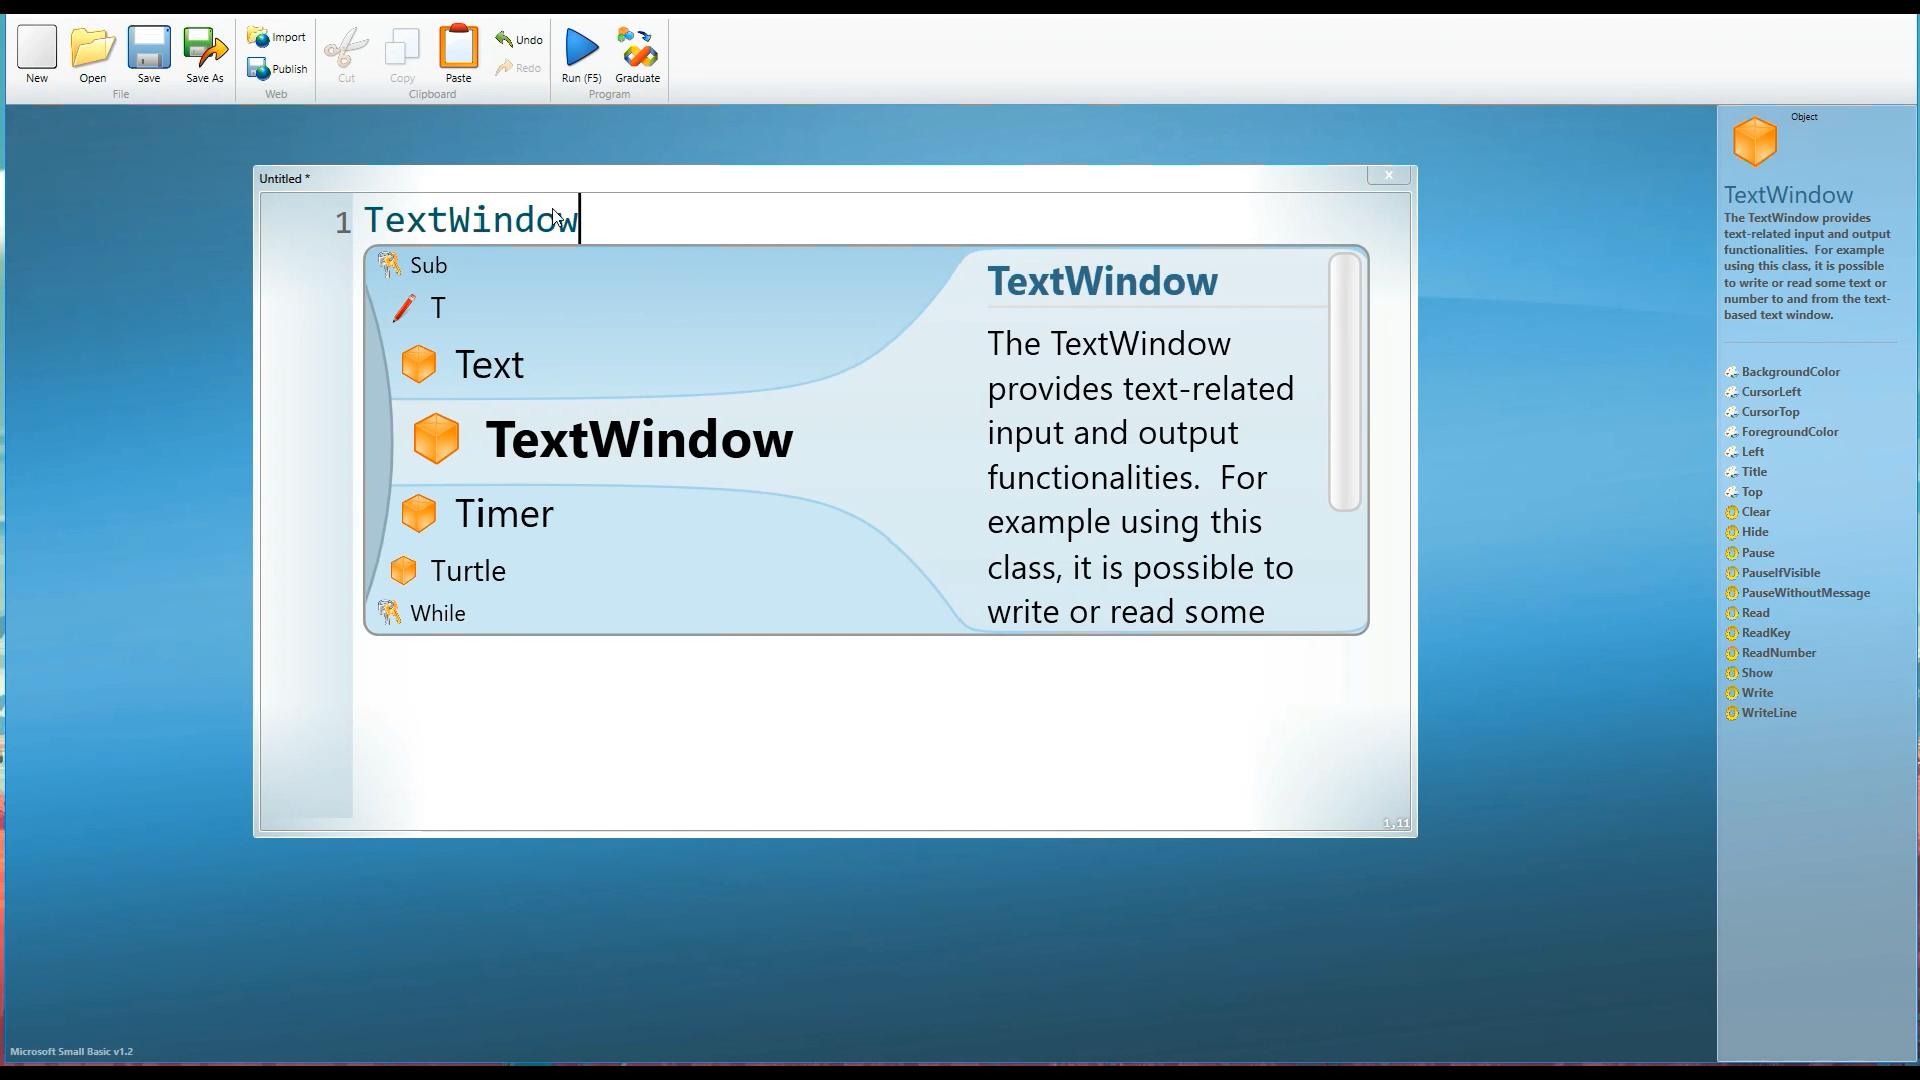 New
Open
Save
Save As
File
Import
Publish
Web
Cut
Copy
Paste
Undo
Redo
Clipboard
Run (F5)
Graduate
Program
Untitled *
x
1 TextWindow
Sub
T
Text
TextWindow
Timer
Turtle
While
TextWindow
The TextWindow
provides text-related
input and output
functionalities.  For
example using this
class, it is possible to
write or read some
1,11
Object
TextWindow
The TextWindow provides
text-related input and output
functionalities.  For example
using this class, it is possible
to write or read some text or
number to and from the text-
based text window.
BackgroundColor
CursorLeft
CursorTop
ForegroundColor
Left
Title
Top
Clear
Hide
Pause
PauseIfVisible
PauseWithoutMessage
Read
ReadKey
ReadNumber
Show
Write
WriteLine
Microsoft Small Basic v1.2